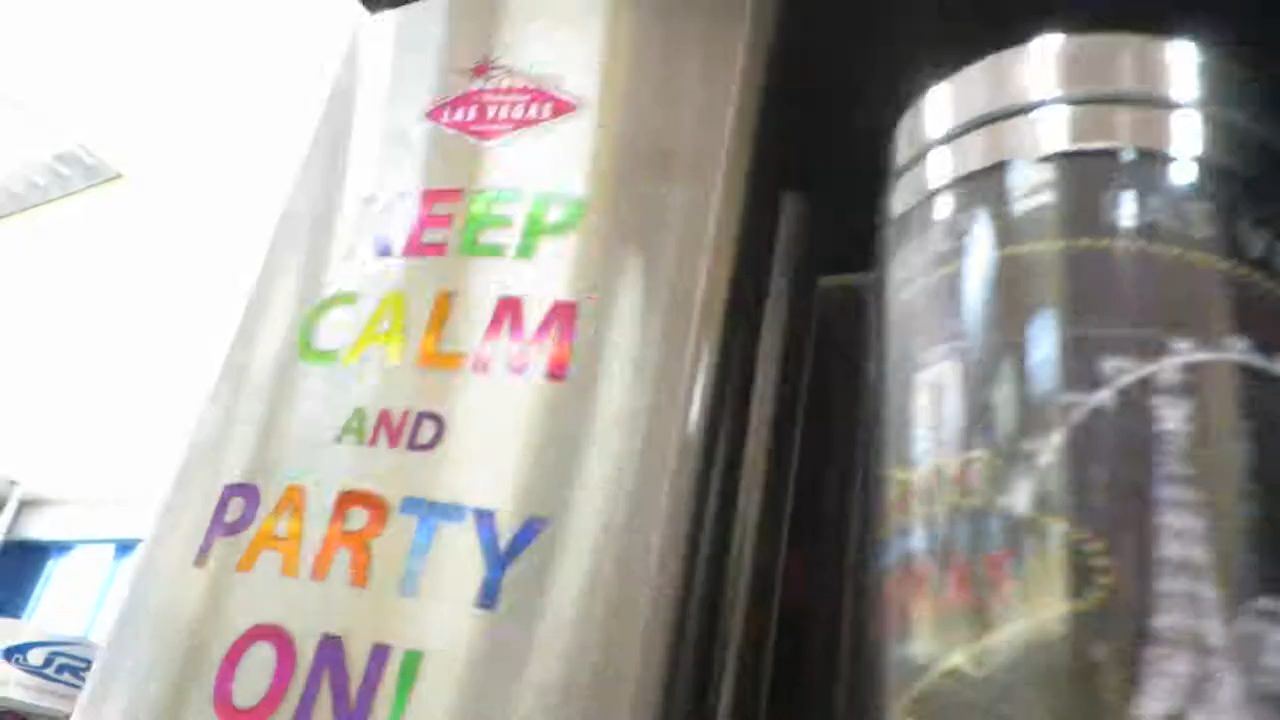 LAS VEGAS
KEEP
CALM
AND
PARTY
ON!